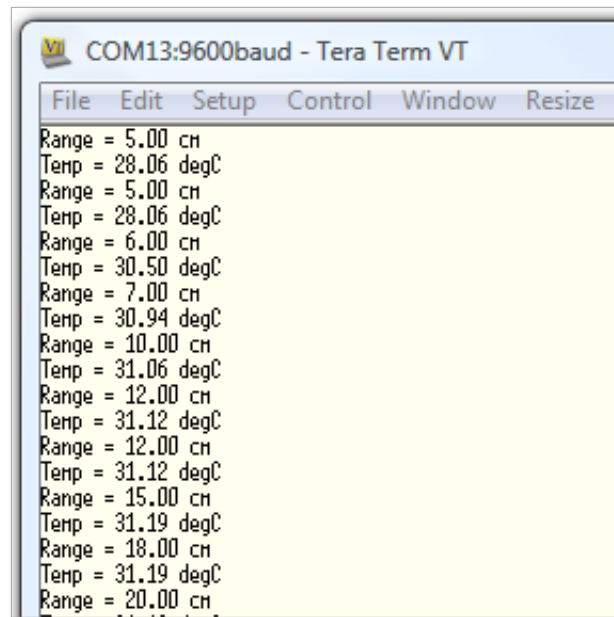 COM13:9600baud - Tera Term VT
File Edit Setup Control Window Resize
Range = 5.00 cm
Temp = 28.06 degC
Range = 5.00 cm
Temp = 28.06 degC
Range = 6.00 cm
Temp = 30.50 degC
Range = 7.00 cm
Temp = 30.94 degC
Range = 10.00 cm
Temp = 31.06 degC
Range = 12.00 cm
Temp = 31.12 degC
Range = 12.00 cm
Temp = 31.12 degC
Range = 15.00 cm
Temp = 31.19 degC
Range = 18.00 cm
Temp = 31.19 degC
Range = 20.00 cm